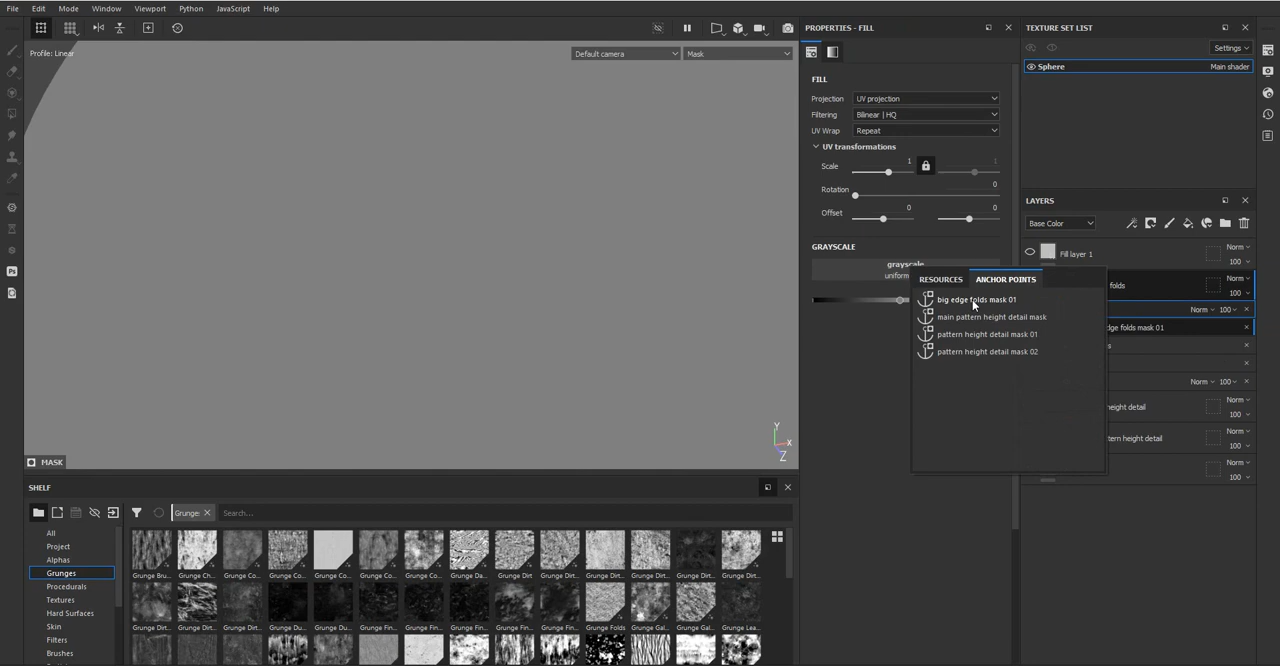 File Edit Mode Window Viewport Python JavaScript Help
Profile: Linear
Default camera
Mask
Y
X
Z
MASK
PROPERTIES - FILL
FILL
Projection UV projection
Filtering Bilinear | HQ
UV Wrap Repeat
UV transformations
Scale 1 1
Rotation 0
Offset 0 0
GRAYSCALE
grayscale
uniform
RESOURCES ANCHOR POINTS
big edge folds mask 01
main pattern height detail mask
pattern height detail mask 01
pattern height detail mask 02
TEXTURE SET LIST
Settings
Sphere Main shader
LAYERS
Base Color
Fill layer 1 Norm
100
folds Norm
100
Norm 100
dge folds mask 01
Norm 100
height detail Norm
100
tern height detail Norm
100
Norm
100
SHELF
Grunge Search...
All
Project
Alphas
Grunges
Procedurals
Textures
Hard Surfaces
Skin
Filters
Brushes
Grunge Bru... Grunge Ch... Grunge Co... Grunge Co... Grunge Co... Grunge Co... Grunge Co... Grunge Da... Grunge Dirt Grunge Dirt... Grunge Dirt... Grunge Dirt... Grunge Dirt... Grunge Dirt...
Grunge Dirt... Grunge Dirt... Grunge Du... Grunge Du... Grunge Fin... Grunge Fin... Grunge Fin... Grunge Fin... Grunge Fin... Grunge Folds Grunge Gal... Grunge Gal... Grunge Lea...
Ps